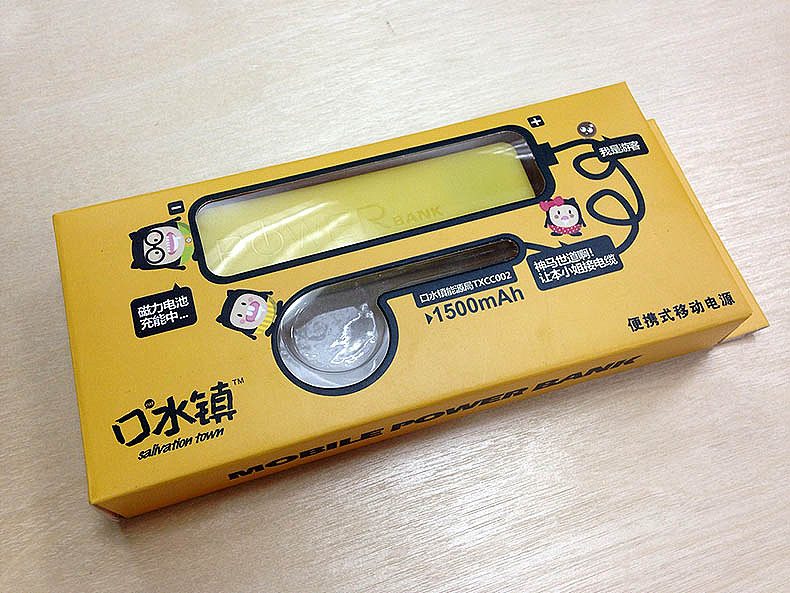 +
我是游客
POWER BANK
−
神马世道啊!
让本小姐接电缆
磁力电池
充能中...
口水镇能源局TXCC002
1500mAh
便携式移动电源
口水镇™
salivation town
MOBILE POWER BANK